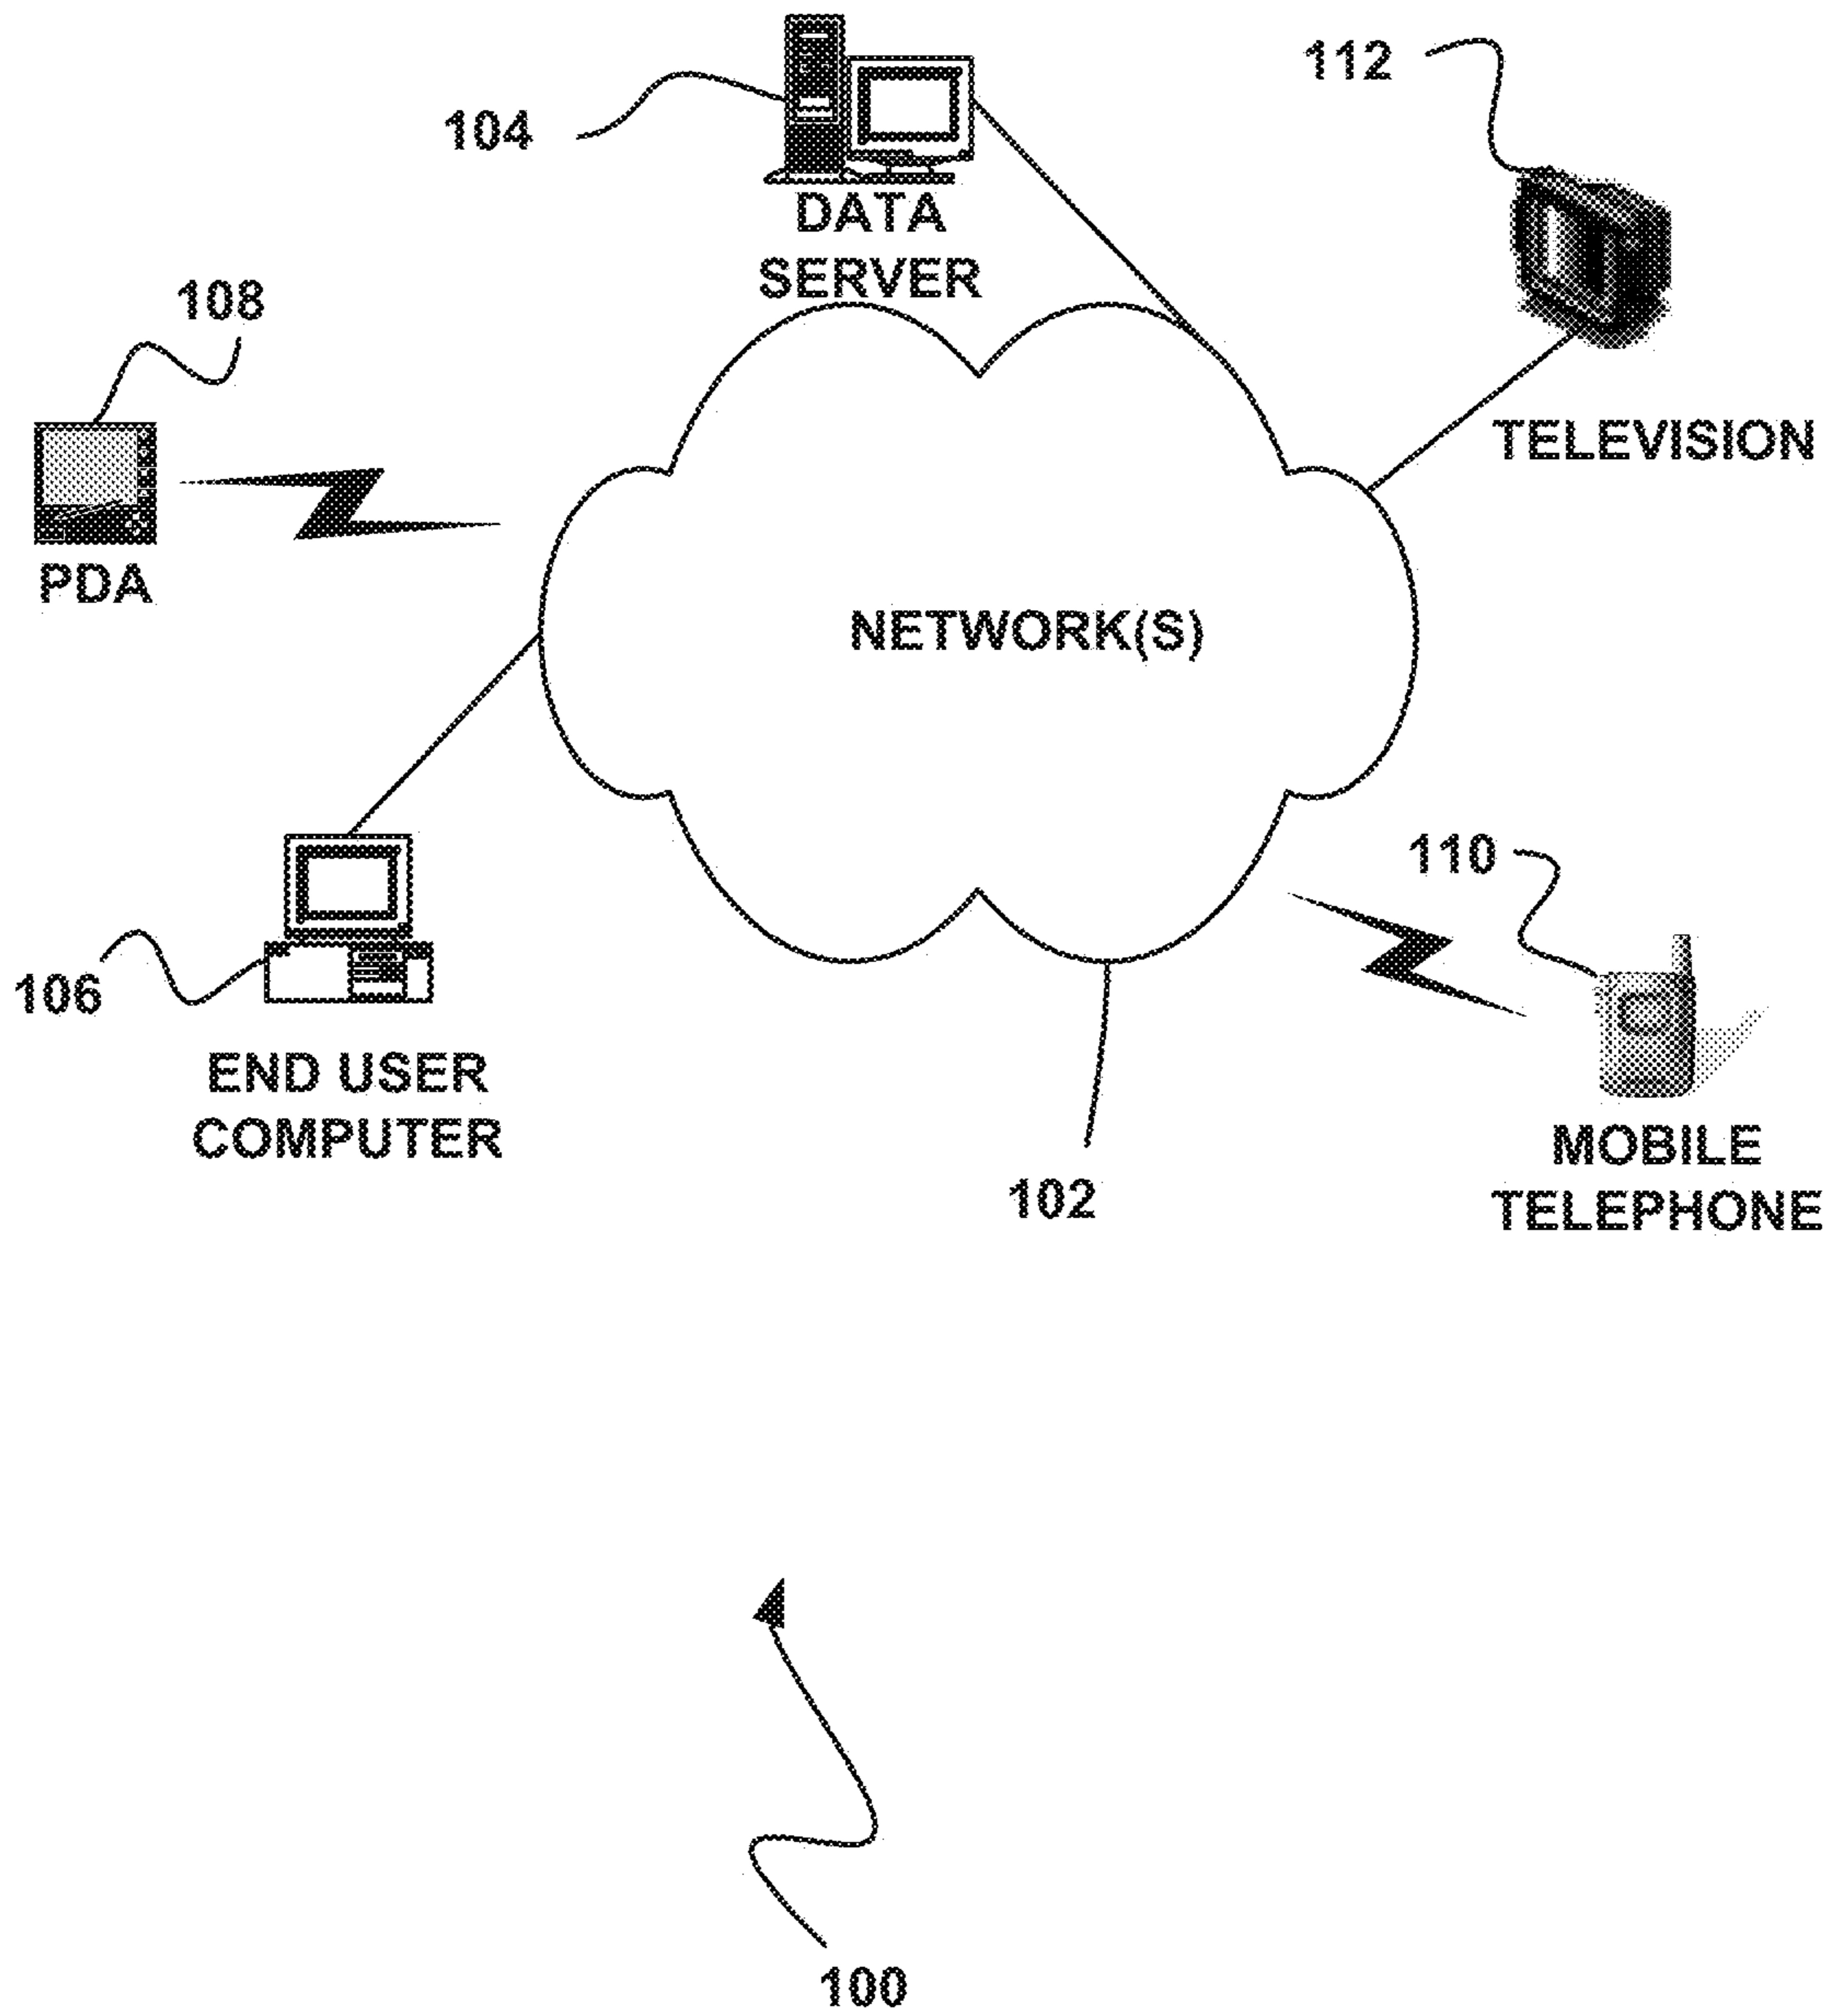 112
104
DATA
SERVER
108
TELEVISION
PDA
NETWORK(S)
110
106
END USER
COMPUTER
MOBILE
TELEPHONE
102
100